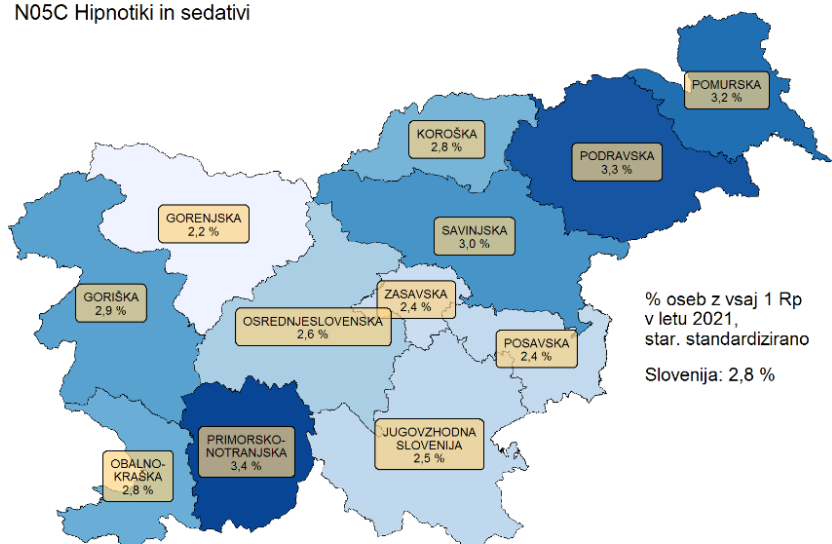 N05C Hipnotiki in sedativi
POMURSKA
3,2 %
KOROŠKA
2,8 %
PODRAVSKA
3,3 %
GORENJSKA
2,2 %
SAVINJSKA
3,0 %
GORIŠKA
2,9 %
ZASAVSKA
2,4 %
OSREDNJESLOVENSKA
2,6 %
POSAVSKA
2,4 %
% oseb z vsaj 1 Rp
v letu 2021,
star. standardizirano
Slovenija: 2,8 %
PRIMORSKO-
NOTRANJSKA
3,4 %
JUGOVZHODNA
SLOVENIJA
2,5 %
OBALNO-
KRAŠKA
2,8 %